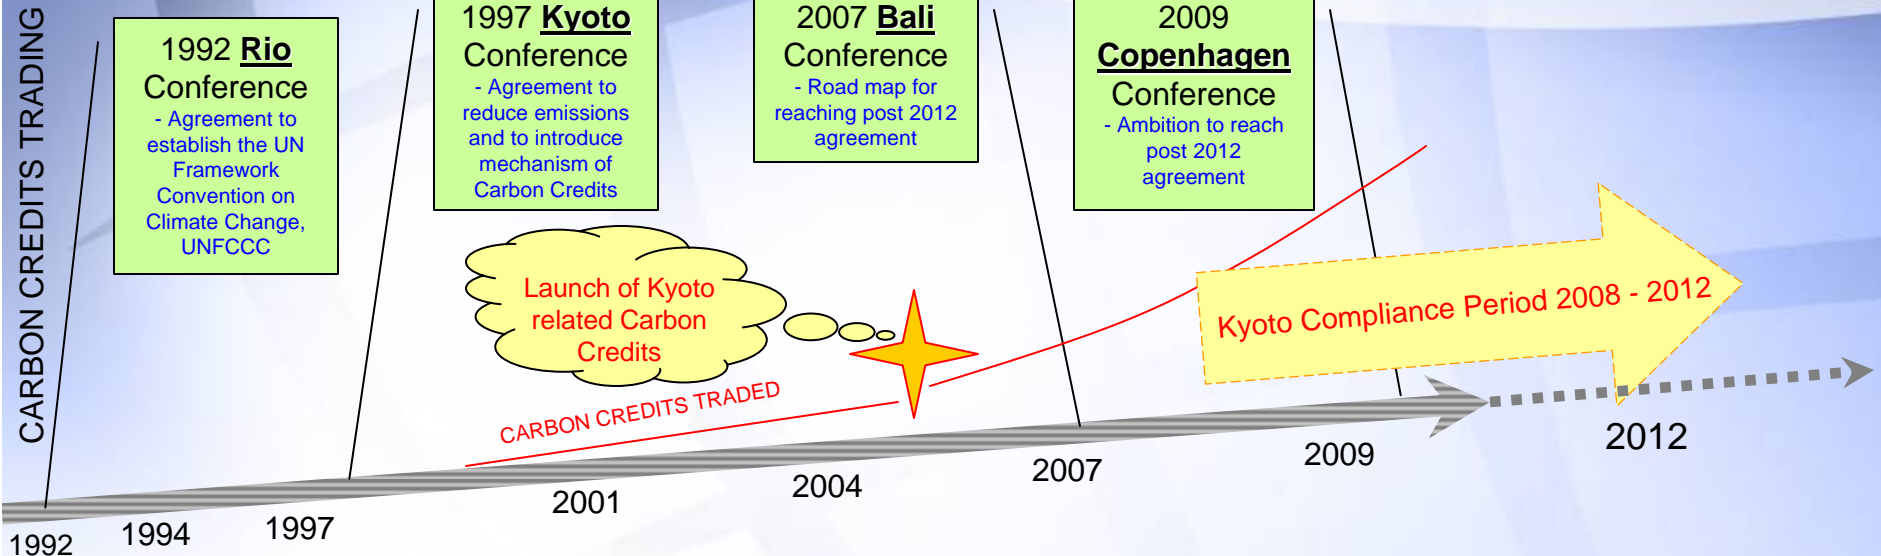 CARBON CREDITS TRADING
1992 Rio
Conference
- Agreement to
establish the UN
Framework
Convention on
Climate Change,
UNFCCC
1997 Kyoto
Conference
- Agreement to
reduce emissions
and to introduce
mechanism of
Carbon Credits
2007 Bali
Conference
- Road map for
reaching post 2012
agreement
2009
Copenhagen
Conference
- Ambition to reach
post 2012
agreement
Launch of Kyoto
related Carbon
Credits
CARBON CREDITS TRADED
Kyoto Compliance Period 2008 - 2012
1992
1994
1997
2001
2004
2007
2009
2012